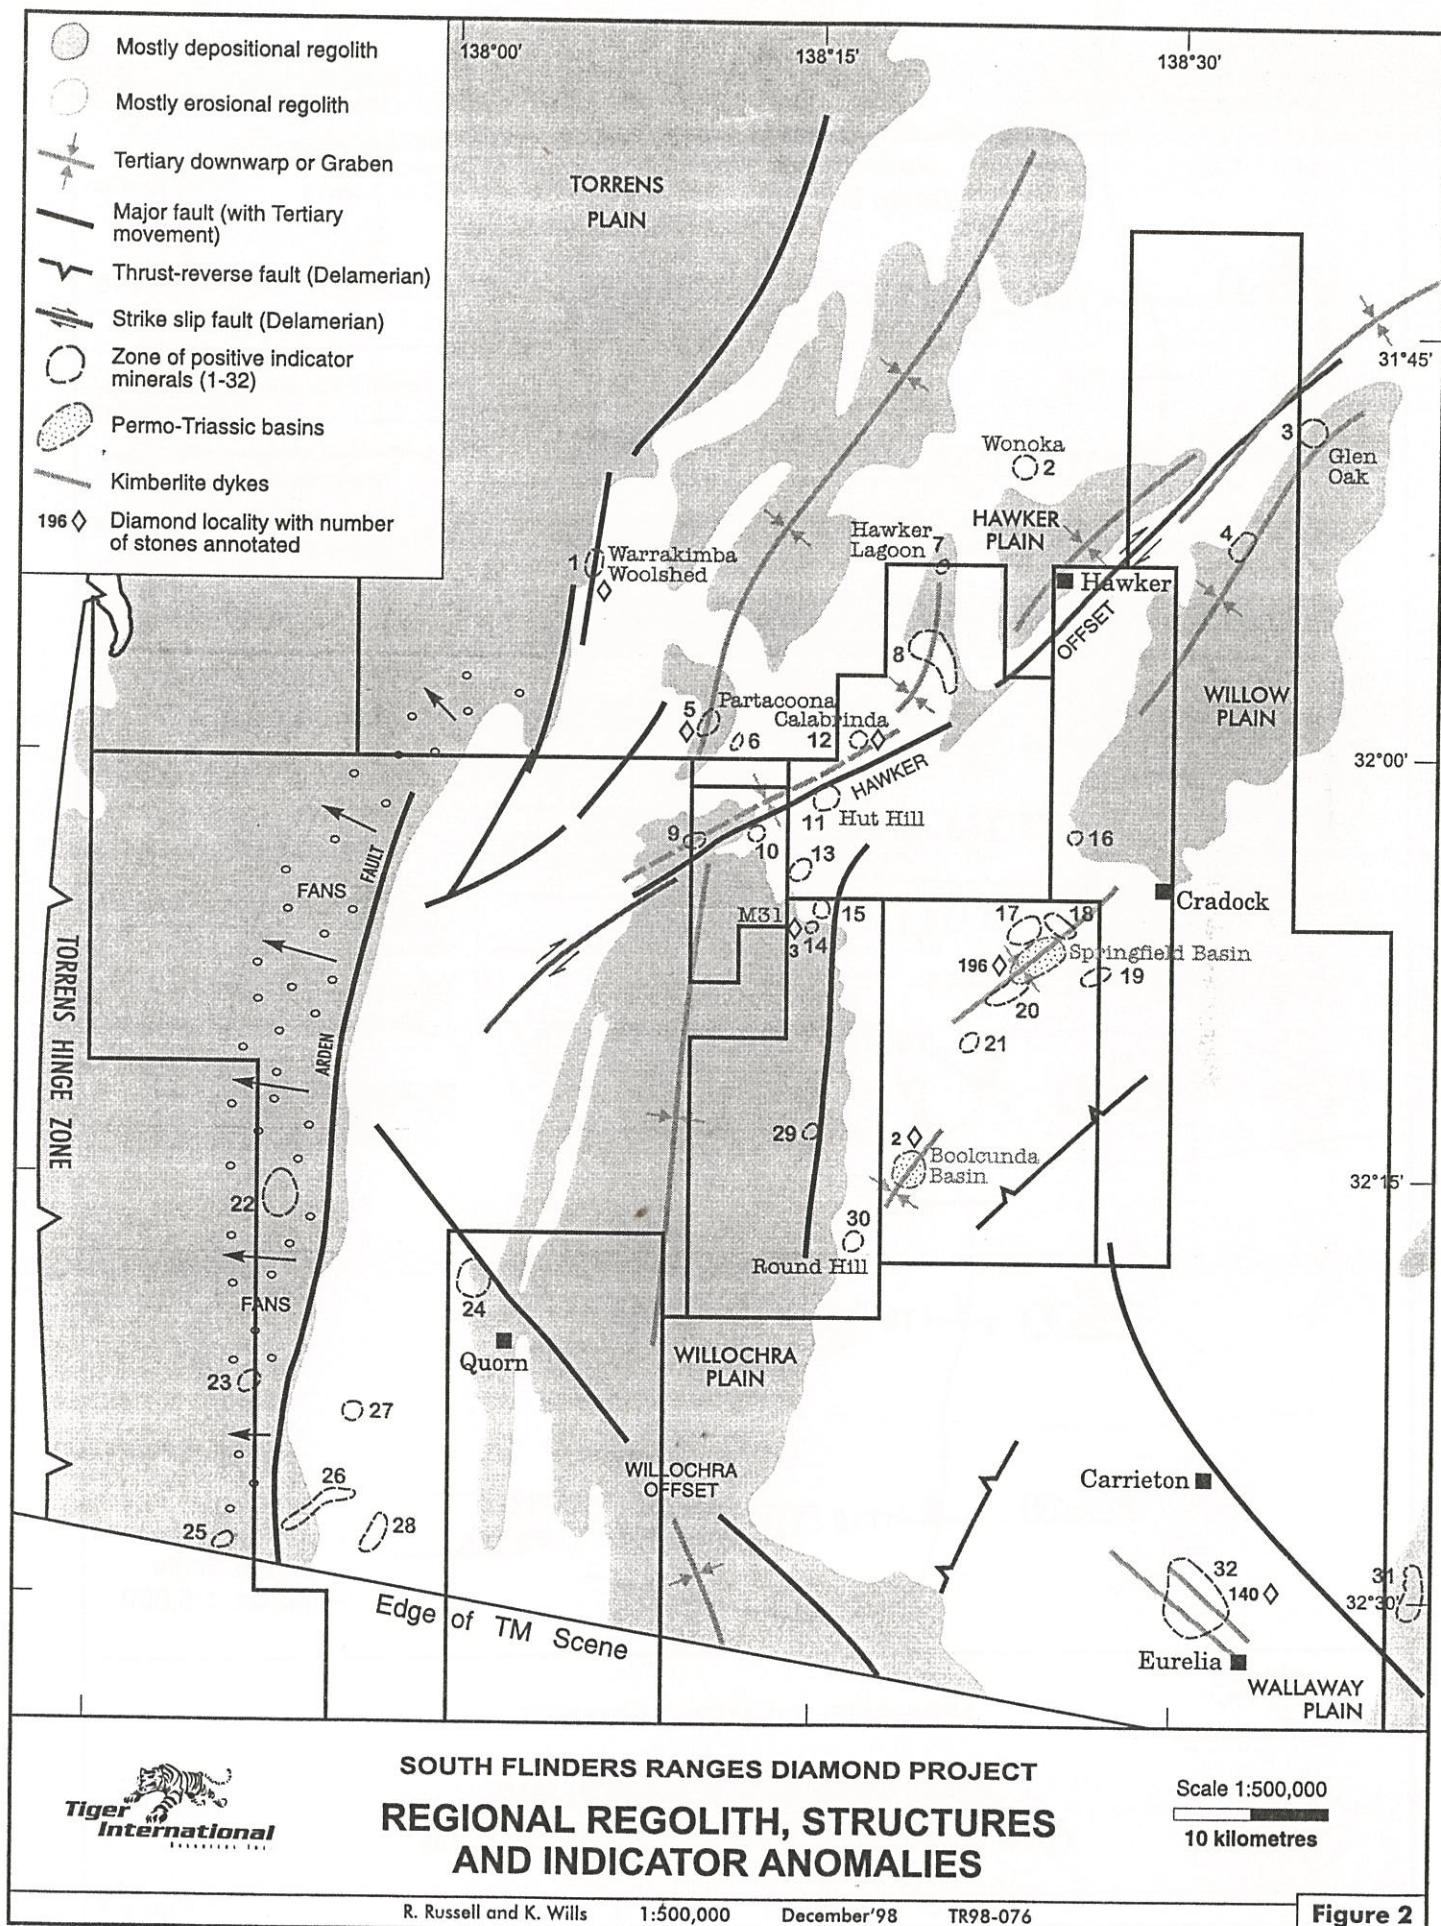 Mostly depositional regolith
Mostly erosional regolith
Tertiary downwarp or Graben
Major fault (with Tertiary
movement)
Thrust-reverse fault (Delamerian)
Strike slip fault (Delamerian)
Zone of positive indicator
minerals (1-32)
Permo-Triassic basins
Kimberlite dykes
196 Diamond locality with number
of stones annotated
138°00'
138°15'
138°30'
TORRENS
PLAIN
31°45'
3
Glen
Oak
Wonoka
2
HAWKER
PLAIN
4
Hawker
Lagoon 7
1 Warrakimba
Woolshed
Hawker
OFFSET
8
WILLOW
PLAIN
5 Partacoona
Calabrinda
6
12
32°00'
HAWKER
11 Hut Hill
9
10
16
13
FAULT
FANS
Cradock
M31
15
3 14
17
18
Springfield Basin
196
19
20
21
TORRENS HINGE ZONE
ARDEN
29
2
Boolcunda
Basin
32°15'
22
30
Round Hill
24
FANS
Quorn
WILLOCHRA
PLAIN
23
27
WILLOCHRA
OFFSET
26
25
28
Carrieton
32
140
31
32°30'
Edge of TM Scene
Eurelia
WALLAWAY
PLAIN
Tiger
International
Resources Inc
SOUTH FLINDERS RANGES DIAMOND PROJECT
REGIONAL REGOLITH, STRUCTURES
AND INDICATOR ANOMALIES
Scale 1:500,000
10 kilometres
R. Russell and K. Wills 1:500,000 December'98 TR98-076
Figure 2